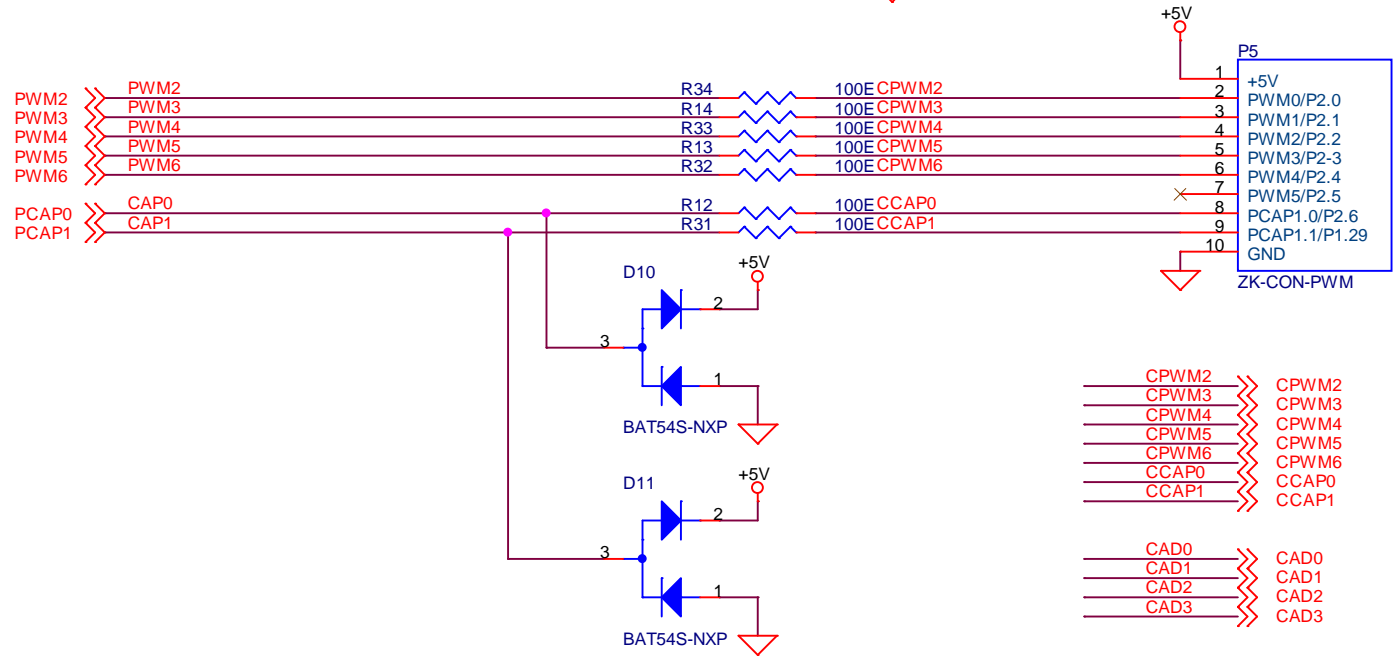 +5V
P5
PWM2 PWM2 R34 100E CPWM2 1 +5V
PWM3 PWM3 R14 100E CPWM3 2 PWM0/P2.0
PWM4 PWM4 R33 100E CPWM4 3 PWM1/P2.1
PWM5 PWM5 R13 100E CPWM5 4 PWM2/P2.2
PWM6 PWM6 R32 100E CPWM6 5 PWM3/P2-3
6 PWM4/P2.4
7 PWM5/P2.5
PCAP0 CAP0 R12 100E CCAP0 8 PCAP1.0/P2.6
PCAP1 CAP1 R31 100E CCAP1 9 PCAP1.1/P1.29
10 GND
ZK-CON-PWM
D10 +5V
2
3
1
BAT54S-NXP
D11 +5V
2
3
1
BAT54S-NXP
CPWM2 CPWM2
CPWM3 CPWM3
CPWM4 CPWM4
CPWM5 CPWM5
CPWM6 CPWM6
CCAP0 CCAP0
CCAP1 CCAP1
CAD0 CAD0
CAD1 CAD1
CAD2 CAD2
CAD3 CAD3